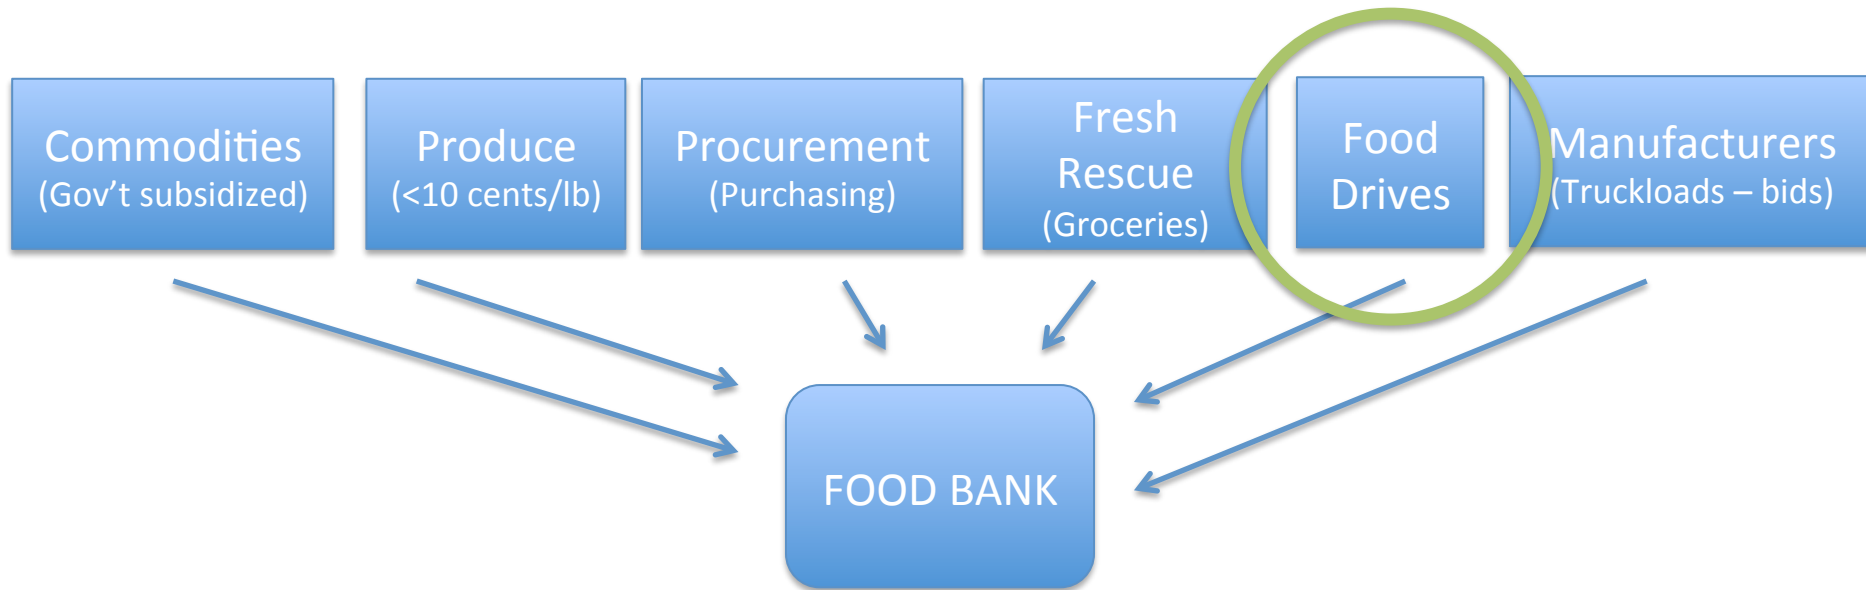 Commodities
(Gov't subsidized)
Produce
(<10 cents/lb)
Procurement
(Purchasing)
Fresh
Rescue
(Groceries)
Food
Drives
Manufacturers
(Truckloads – bids)
FOOD BANK